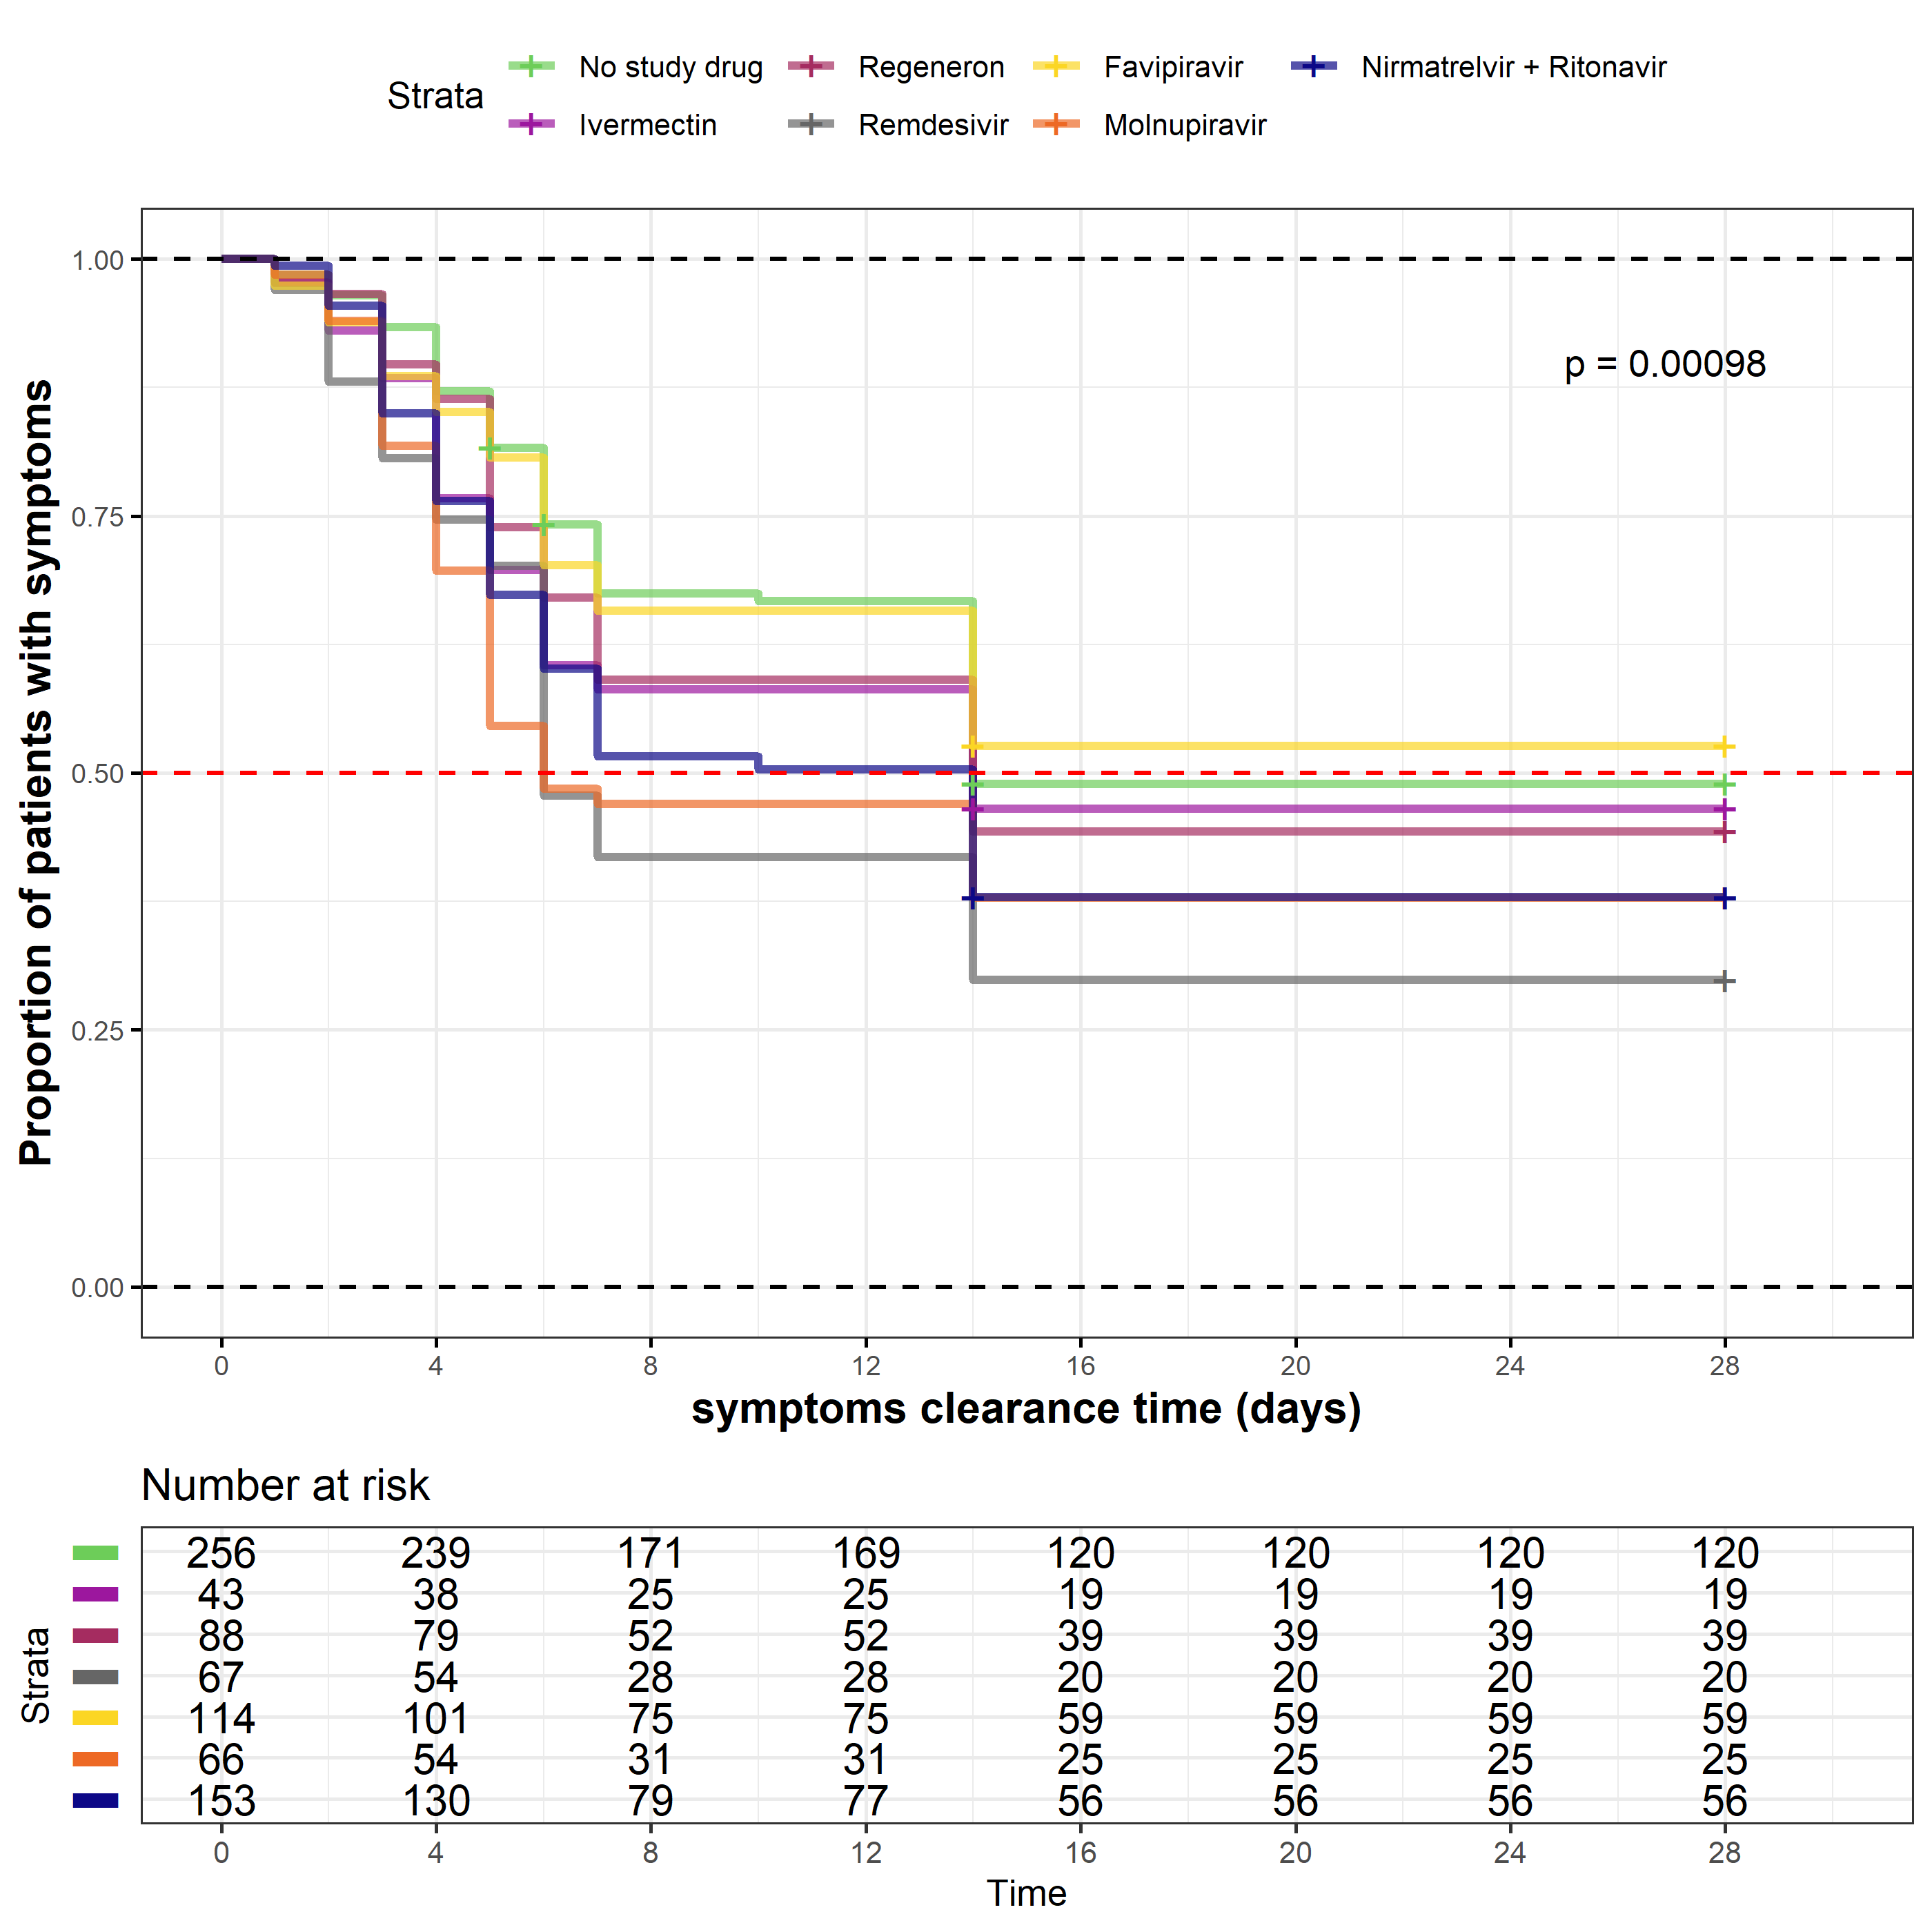 Strata
No study drug Regeneron Favipiravir Nirmatrelvir + Ritonavir
Ivermectin Remdesivir Molnupiravir
Proportion of patients with symptoms
1.00
0.75
0.50
0.25
0.00
p = 0.00098
0 4 8 12 16 20 24 28
symptoms clearance time (days)
Number at risk
Strata
256 239 171 169 120 120 120 120
43 38 25 25 19 19 19 19
88 79 52 52 39 39 39 39
67 54 28 28 20 20 20 20
114 101 75 75 59 59 59 59
66 54 31 31 25 25 25 25
153 130 79 77 56 56 56 56
0 4 8 12 16 20 24 28
Time